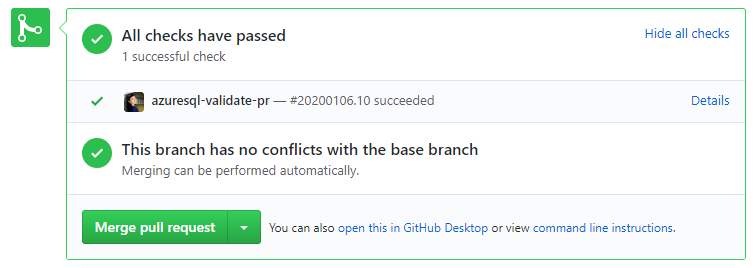 All checks have passed
Hide all checks
1 successful check
azuresql-validate-pr — #20200106.10 succeeded
Details
This branch has no conflicts with the base branch
Merging can be performed automatically.
Merge pull request
You can also open this in GitHub Desktop or view command line instructions.